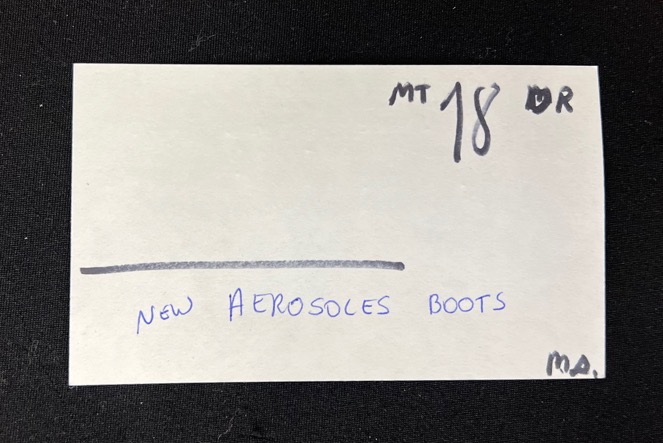 MT 18 DR
NEW AEROSOLES BOOTS
M.D.